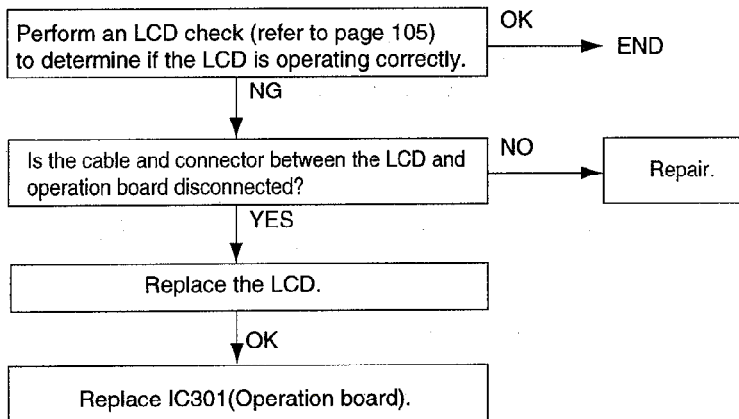 Perform an LCD check (refer to page 105)
to determine if the LCD is operating correctly.
OK
END
NG
Is the cable and connector between the LCD and
operation board disconnected?
NO
Repair.
YES
Replace the LCD.
OK
Replace IC301(Operation board).